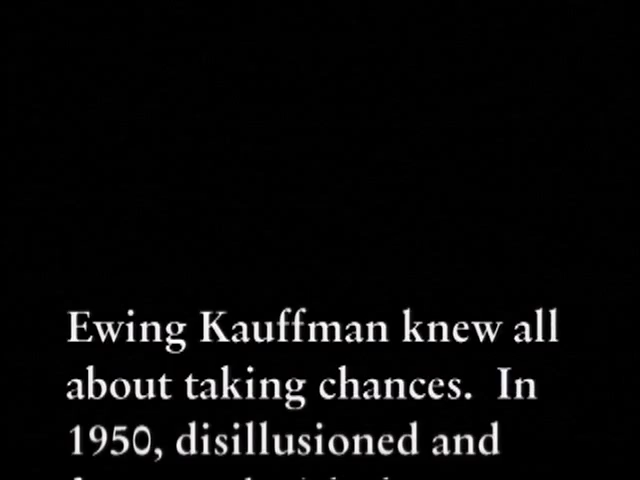 Ewing Kauffman knew all
about taking chances.  In
1950, disillusioned and